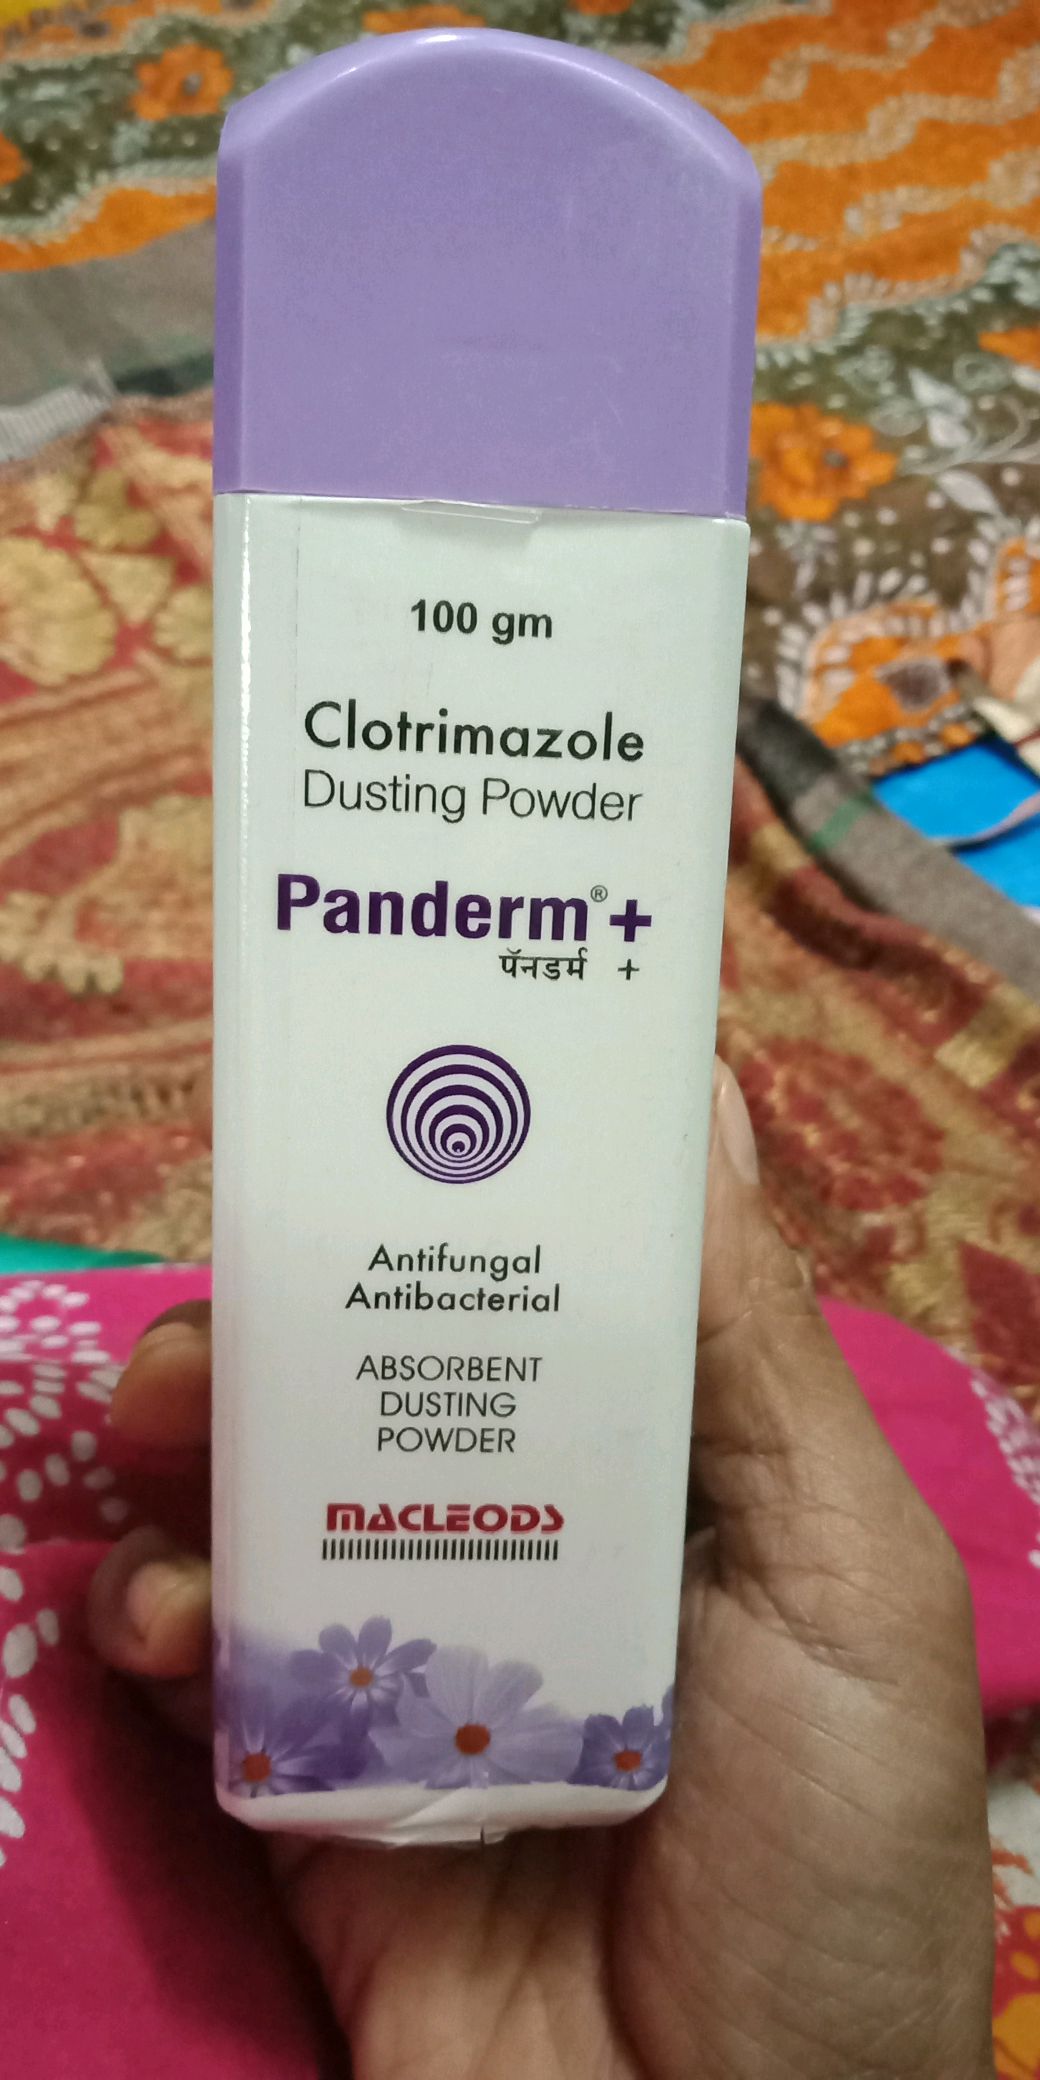 100 gm
Clotrimazole
Dusting Powder
Panderm®+
पॅनडर्म +
Antifungal
Antibacterial
ABSORBENT
DUSTING
POWDER
MACLEODS